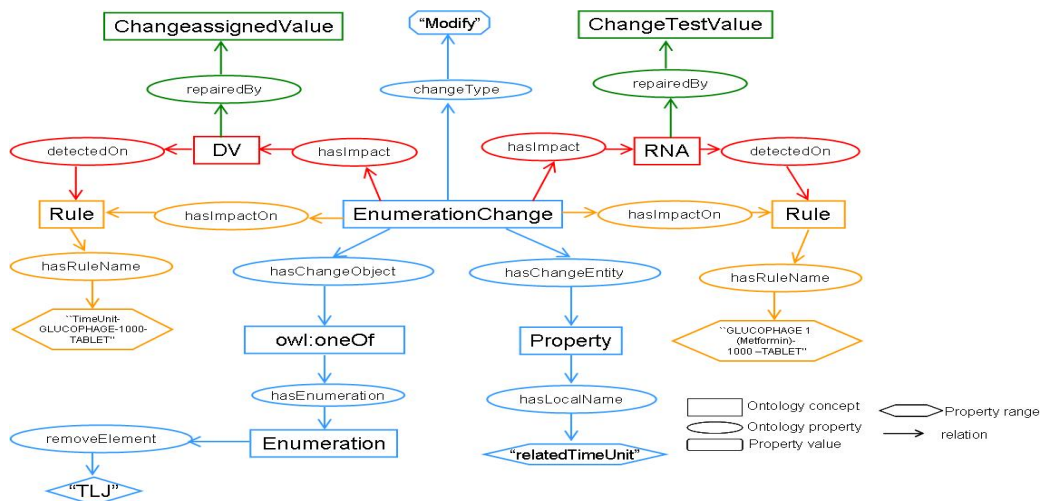 ChangeassignedValue
“Modify”
ChangeTestValue
repairedBy
changeType
repairedBy
detectedOn
DV
hasImpact
hasImpact
RNA
detectedOn
Rule
hasImpactOn
EnumerationChange
hasImpactOn
Rule
hasRuleName
hasChangeObject
hasChangeEntity
hasRuleName
``TimeUnit-
GLUCOPHAGE-1000-
TABLET”
owl:oneOf
Property
``GLUCOPHAGE 1
(Metformin)-
1000 –TABLET”
hasEnumeration
hasLocalName
removeElement
Enumeration
“relatedTimeUnit”
“TLJ”
Ontology concept
Property range
Ontology property
relation
Property value